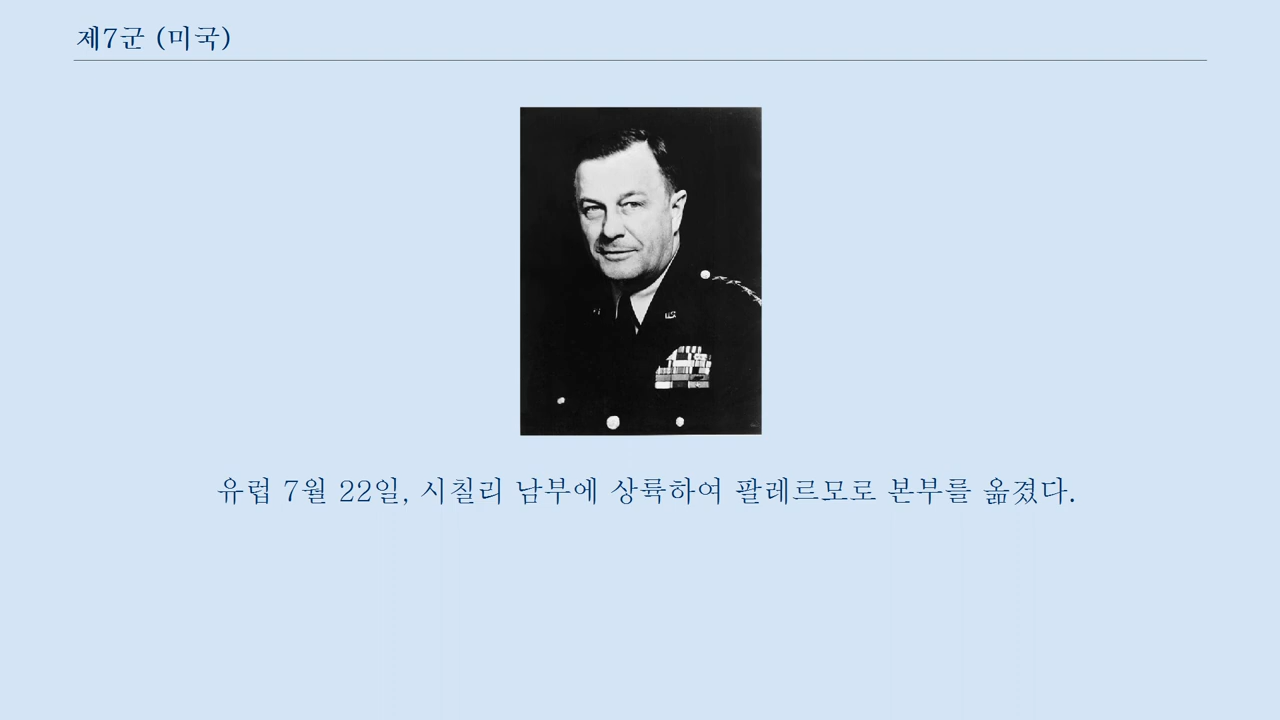 제7군 (미국)
유럽 7월 22일, 시칠리 남부에 상륙하여 팔레르모로 본부를 옮겼다.